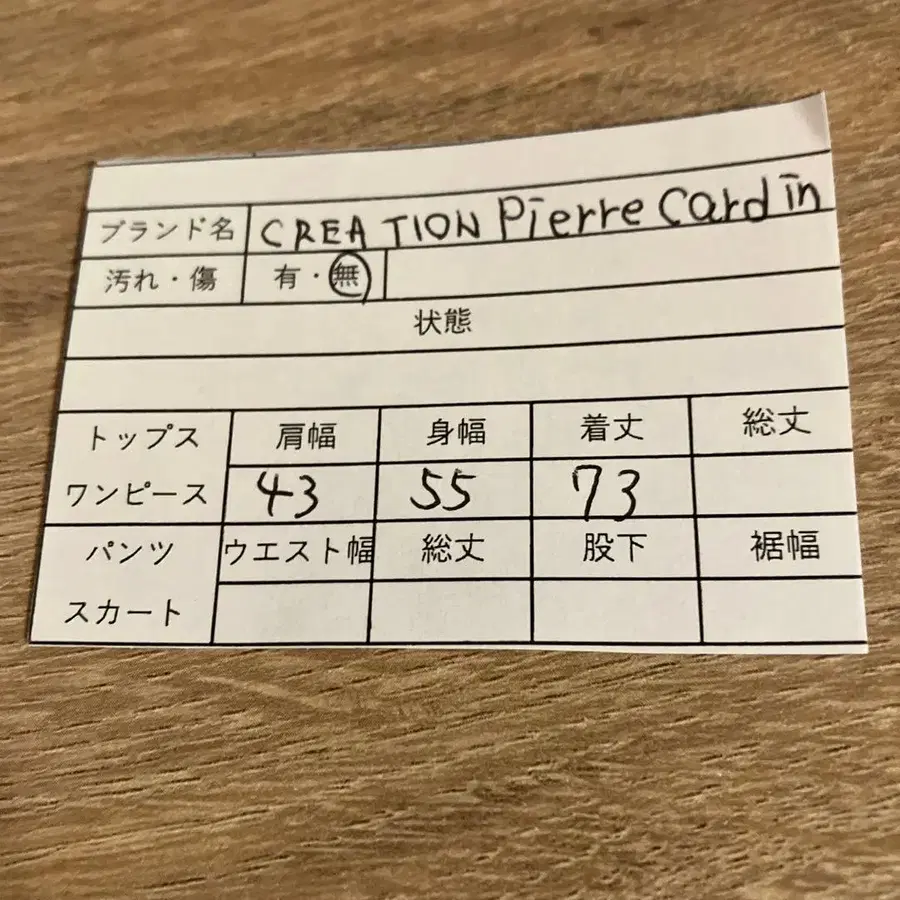 ブランド名 CREATION Pierre Cardin
汚れ・傷 有・無
状態
トップス 肩幅 身幅 着丈 総丈
ワンピース 43 55 73
パンツ ウエスト幅 総丈 股下 裾幅
スカート